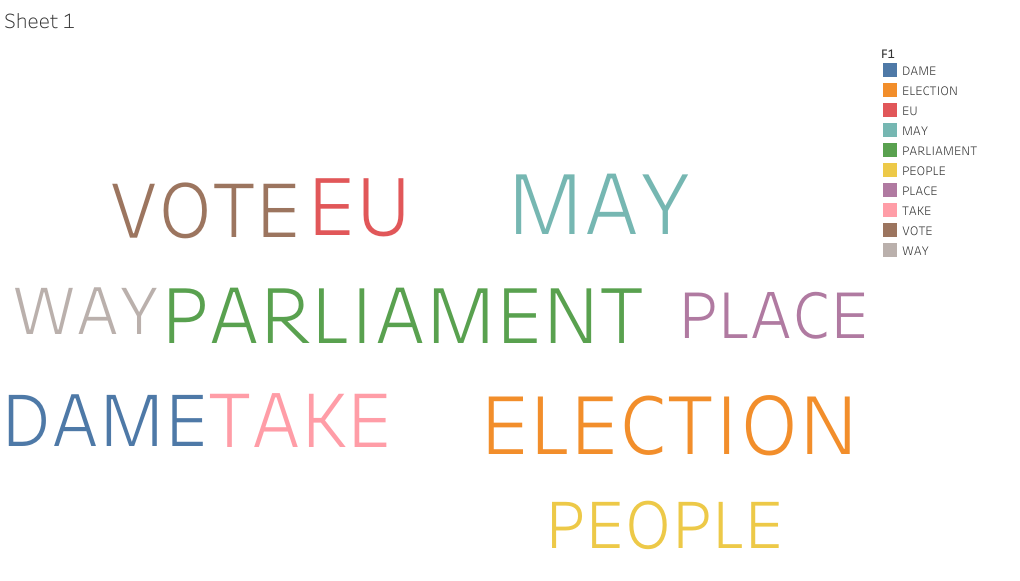 Sheet 1
F1
DAME
ELECTION
EU
MAY
PARLIAMENT
PEOPLE
PLACE
TAKE
VOTE
WAY
VOTE EU MAY
WAY PARLIAMENT PLACE
DAME TAKE ELECTION
PEOPLE